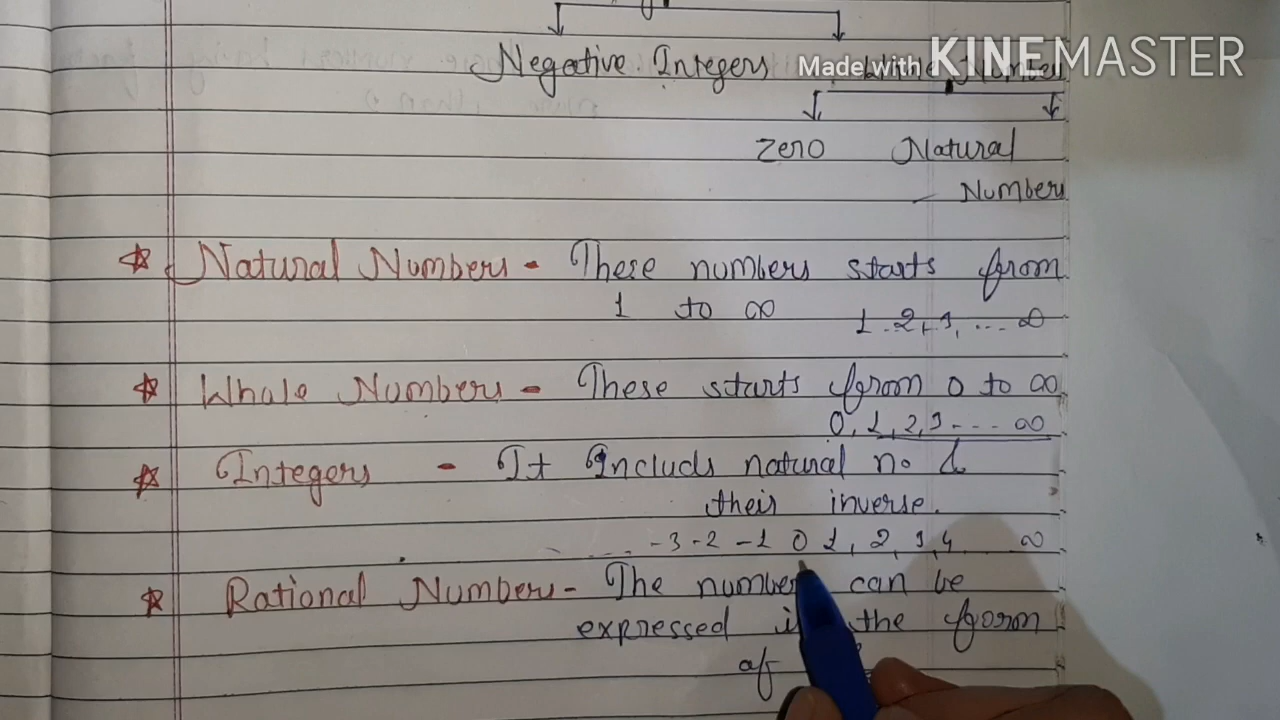 Negative Integers
Made with KINEMASTER
Zero Natural
Numbers
Natural Numbers - These numbers starts from
1 to ∞
1, 2, 3, ... ∞
Whole Numbers - These starts from 0 to ∞
0, 1, 2, 3 ---- ∞
Integers - It Includs natural no &
their inverse.
... -3 -2 -1 0 1, 2, 3, 4 ∞
Rational Numbers - The number can be
expressed the form
of